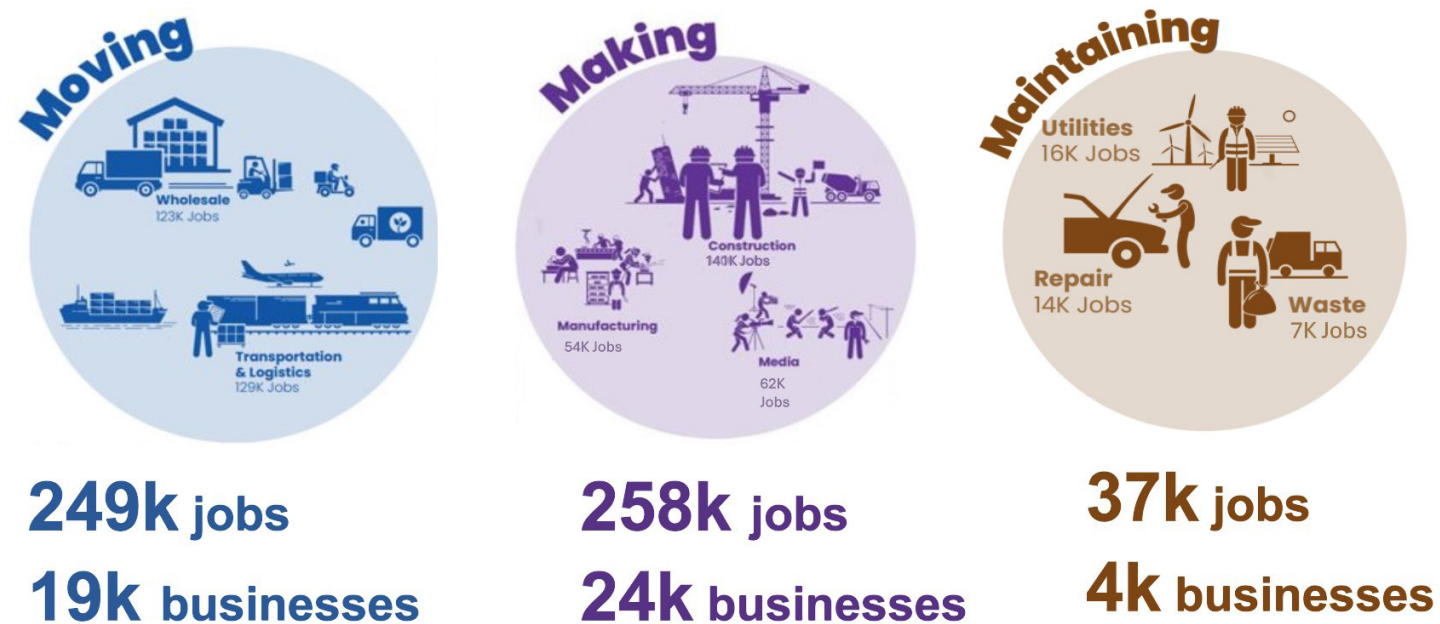 Moving
Wholesale
123K Jobs
Transportation
& Logistics
129K Jobs
249k jobs
19k businesses
Making
Construction
Jobs
Manufacturing
54K Jobs
Media
62K
Jobs
258k jobs
24k businesses
Maintaining
Utilities
16K Jobs
Repair
14K Jobs
Waste
7K Jobs
37k jobs
4k businesses